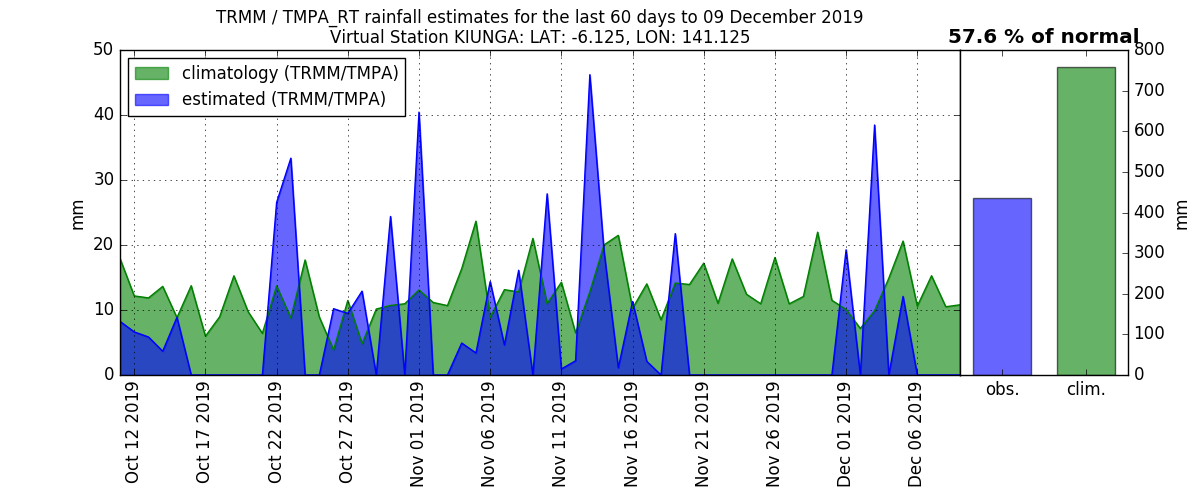 TRMM / TMPA_RT rainfall estimates for the last 60 days to 09 December 2019
Virtual Station KIUNGA: LAT: -6.125, LON: 141.125
57.6 % of normal
climatology (TRMM/TMPA)
estimated (TRMM/TMPA)
50
40
30
20
10
0
mm
800
700
600
500
400
300
200
100
0
mm
obs.
clim.
Oct 12 2019
Oct 17 2019
Oct 22 2019
Oct 27 2019
Nov 01 2019
Nov 06 2019
Nov 11 2019
Nov 16 2019
Nov 21 2019
Nov 26 2019
Dec 01 2019
Dec 06 2019